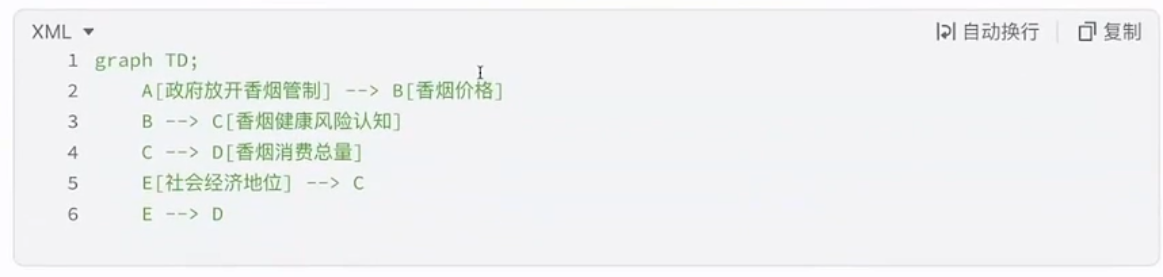 XML 自动换行 复制
1 graph TD;
2 A[政府放开香烟管制] --> B[香烟价格]
3 B --> C[香烟健康风险认知]
4 C --> D[香烟消费总量]
5 E[社会经济地位] --> C
6 E --> D